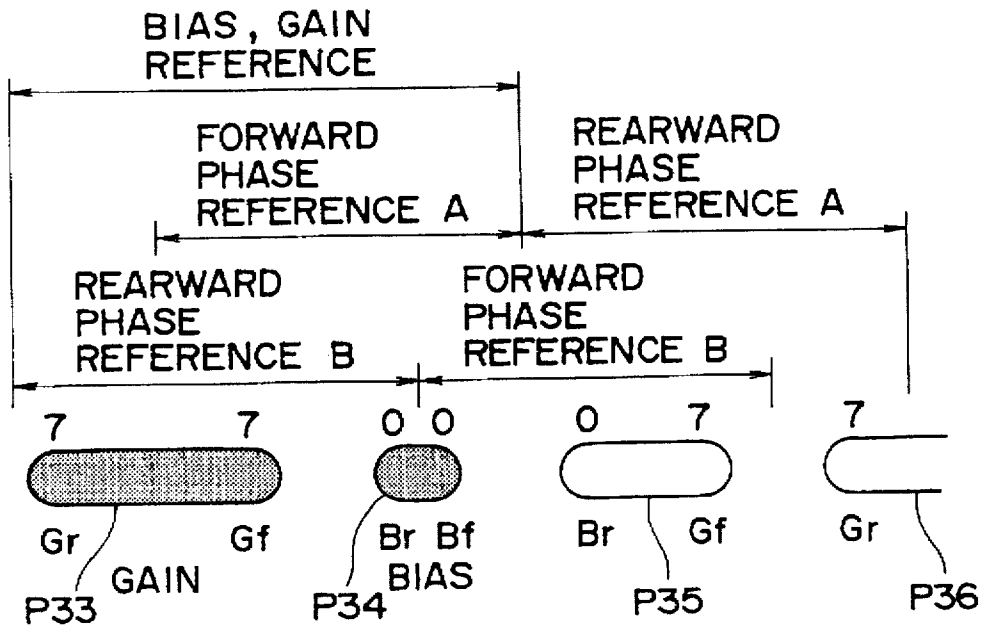 BIAS, GAIN
REFERENCE
FORWARD
PHASE
REFERENCE A
REARWARD
PHASE
REFERENCE A
REARWARD
PHASE
REFERENCE B
FORWARD
PHASE
REFERENCE B
7 7 0 0 0 7 7
Gr Gf Br Bf Br Gf Gr
GAIN BIAS
P33 P34 P35 P36